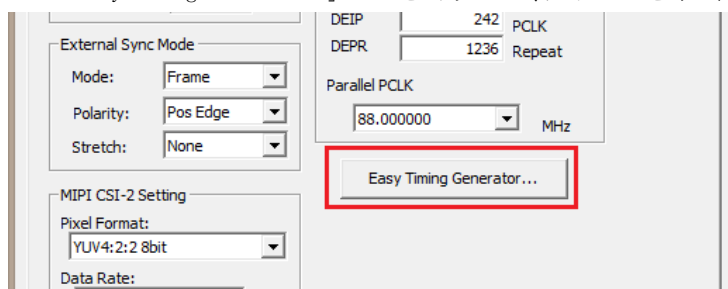 DEIP 242 PCLK
External Sync Mode
DEPR 1236 Repeat
Mode: Frame
Parallel PCLK
Polarity: Pos Edge
88.000000 MHz
Stretch: None
Easy Timing Generator...
MIPI CSI-2 Setting
Pixel Format:
YUV4:2:2 8bit
Data Rate: